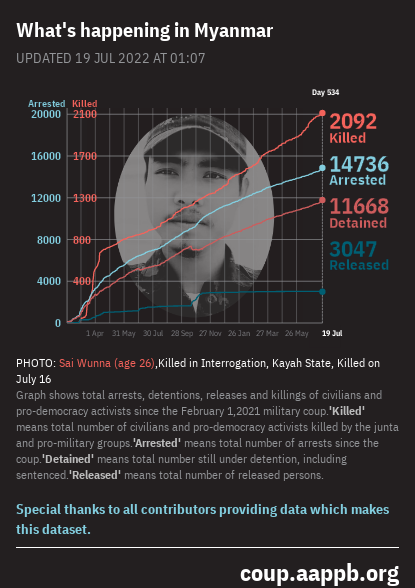 What's happening in Myanmar
UPDATED 19 JUL 2022 AT 01:07
Day 534
Arrested Killed
20000 2100
2092
Killed
16000 1700
14736
Arrested
12000 1300
11668
Detained
8000 800
3047
Released
4000 400
0
1 Apr 31 May 30 Jul 28 Sep 27 Nov 26 Jan 27 Mar 26 May 19 Jul
PHOTO: Sai Wunna (age 26),Killed in Interrogation, Kayah State, Killed on
July 16
Graph shows total arrests, detentions, releases and killings of civilians and
pro-democracy activists since the February 1,2021 military coup.'Killed'
means total number of civilians and pro-democracy activists killed by the junta
and pro-military groups.'Arrested' means total number of arrests since the
coup.'Detained' means total number still under detention, including
sentenced.'Released' means total number of released persons.
Special thanks to all contributors providing data which makes
this dataset.
coup.aappb.org